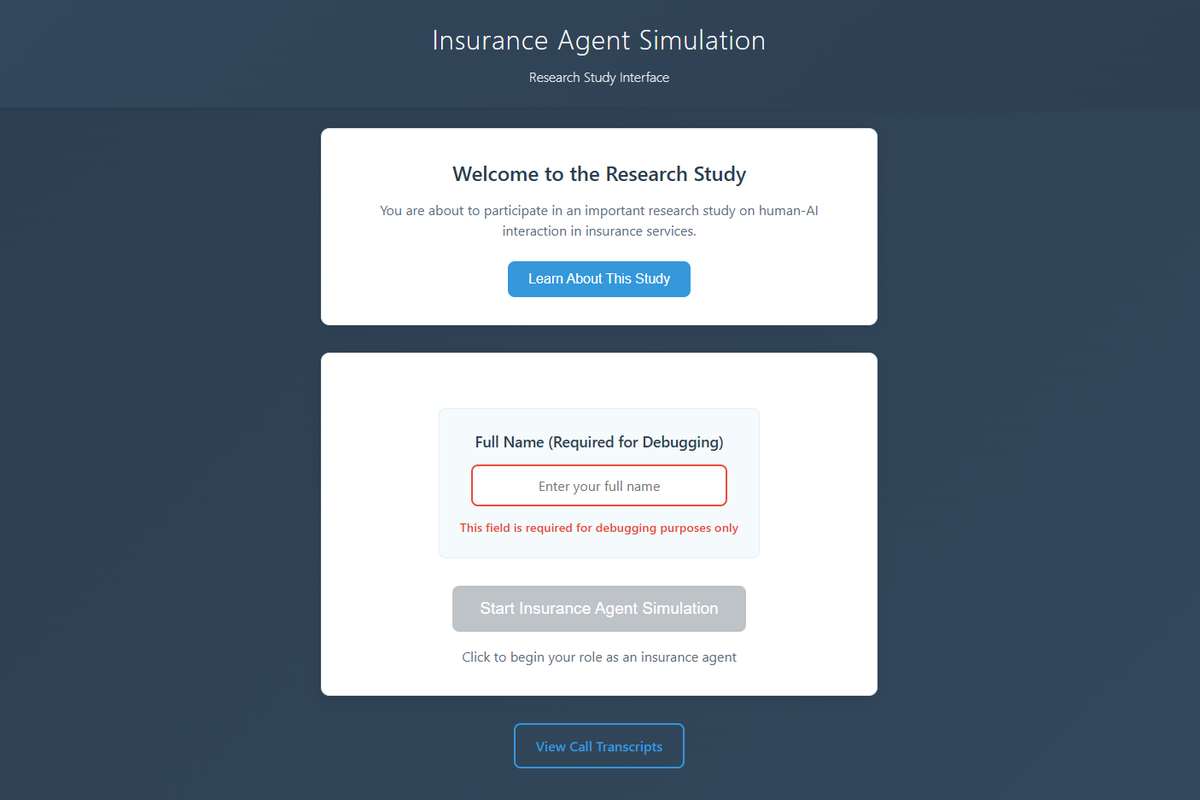 Insurance Agent Simulation
Research Study Interface
Welcome to the Research Study
You are about to participate in an important research study on human-AI
interaction in insurance services.
Learn About This Study
Full Name (Required for Debugging)
Enter your full name
This field is required for debugging purposes only
Start Insurance Agent Simulation
Click to begin your role as an insurance agent
View Call Transcripts